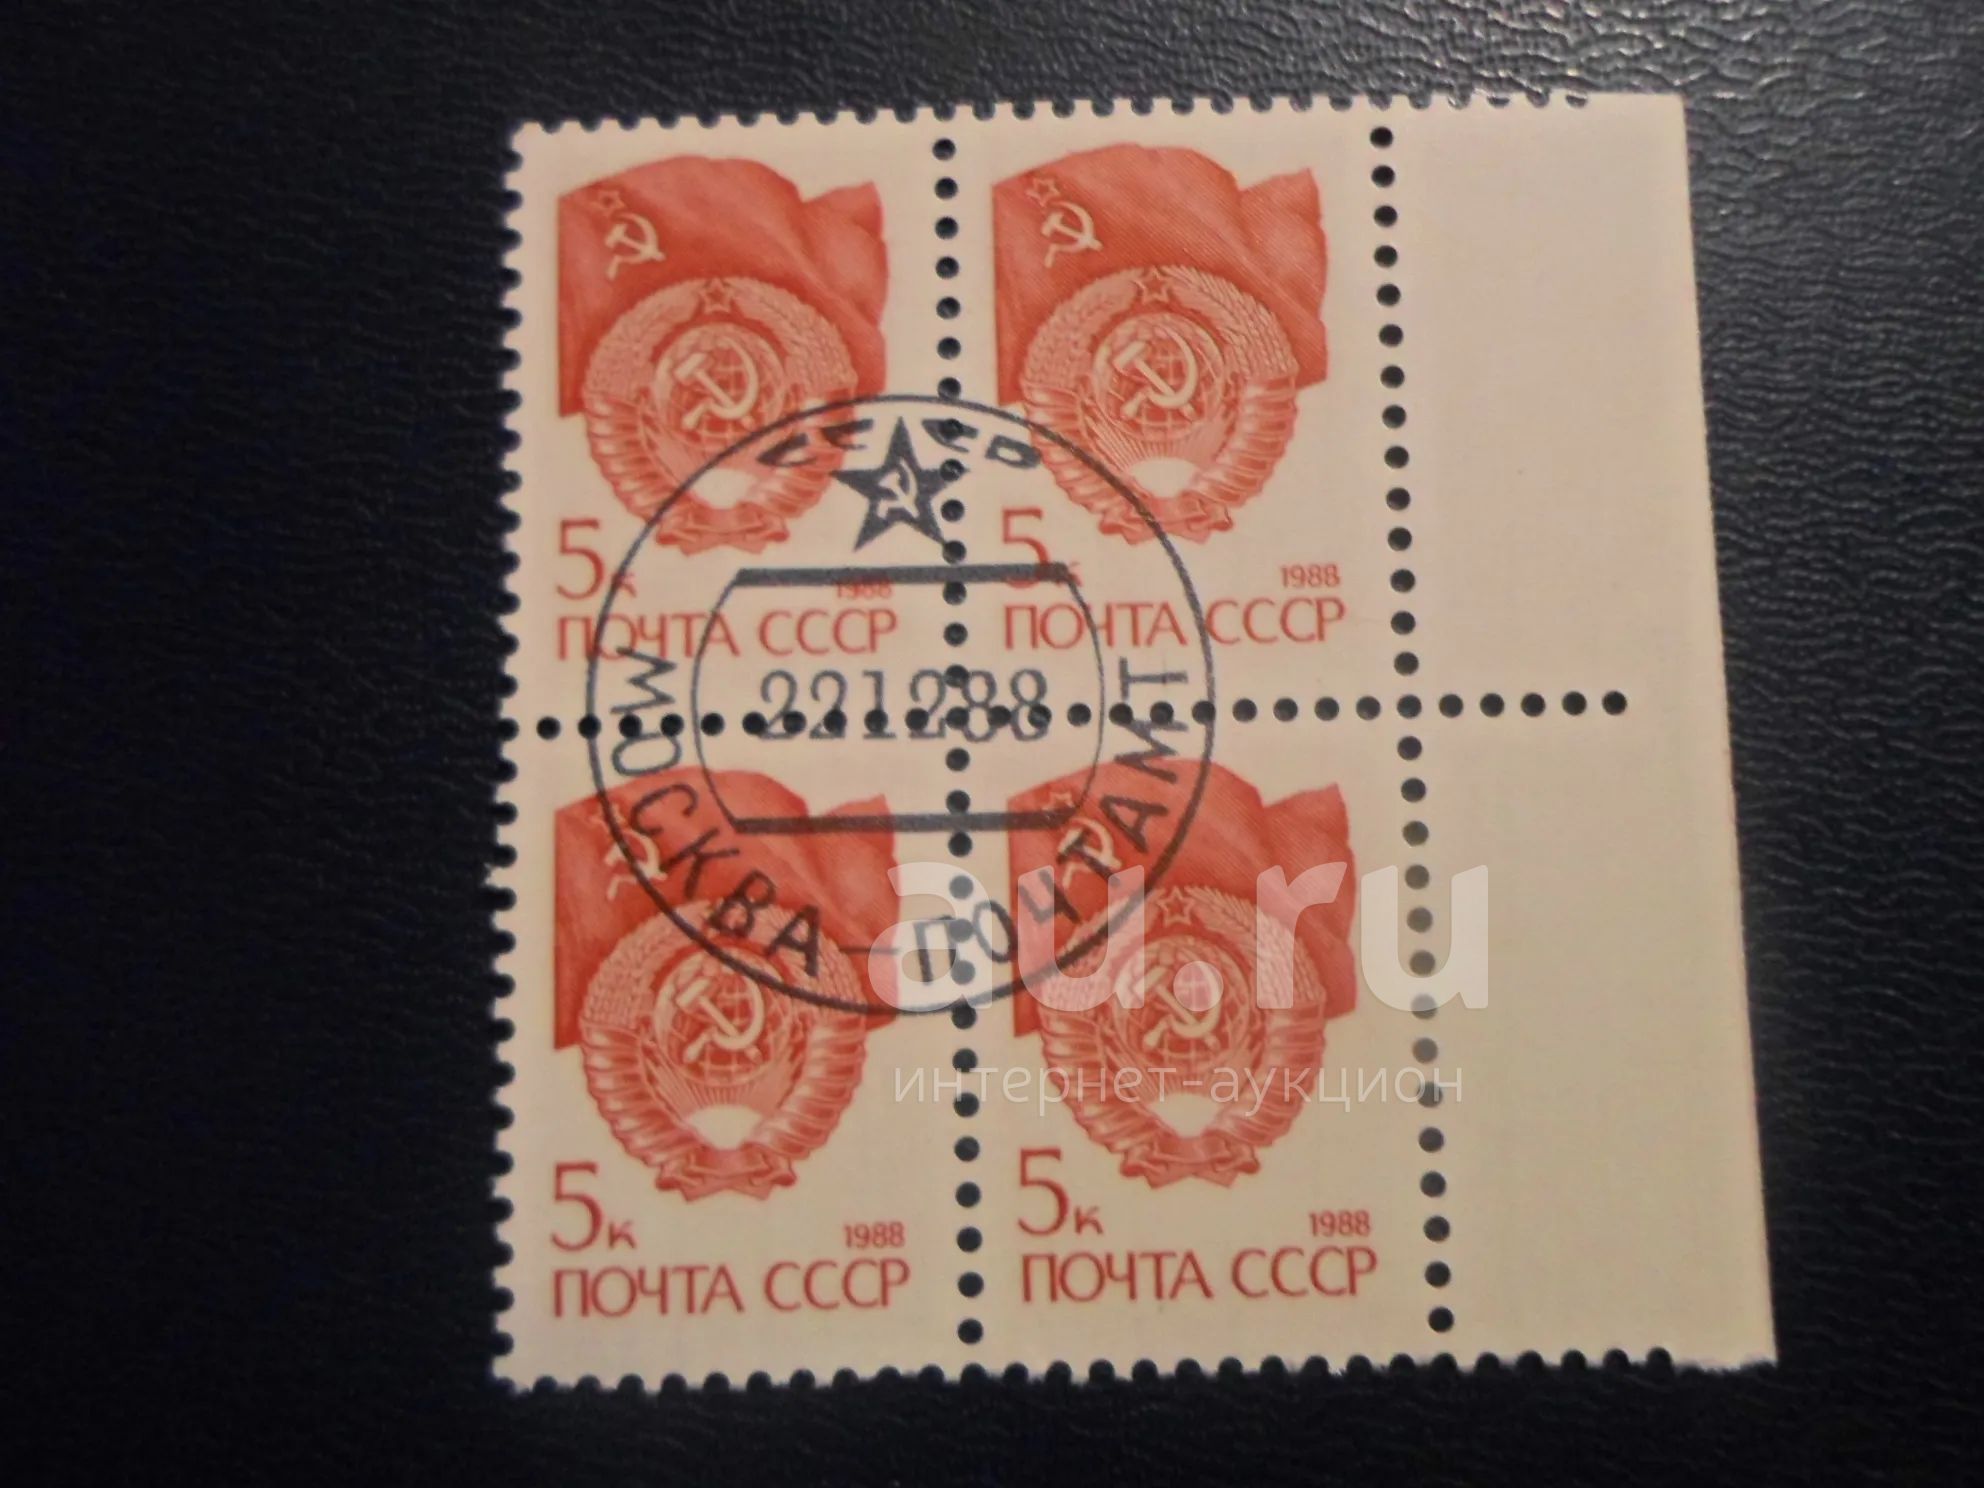 5к
1988
ПОЧТА СССР
5к
1988
ПОЧТА СССР
СССР
221288
МОСКВА-ПОЧТАМТ
5к
1988
ПОЧТА СССР
5к
1988
ПОЧТА СССР
au.ru
интернет-аукцион